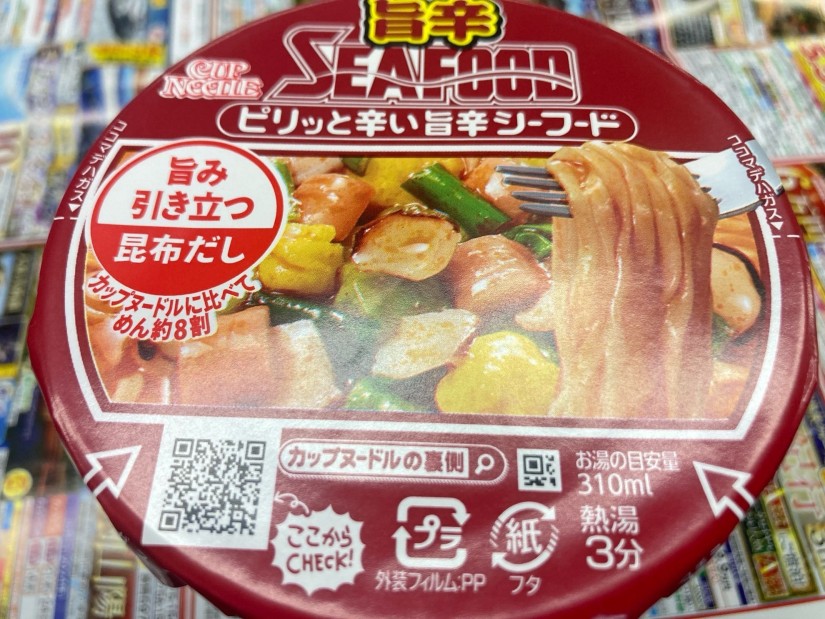 旨辛
CUP
NOODLE
SEAFOOD
ピリッと辛い旨辛シーフード
ココマデハガス
ココマデハガス
旨み
引き立つ
昆布だし
カップヌードルに比べて
めん約8割
カップヌードルの裏側
お湯の目安量
310ml
ここから
CHECK!
プラ
外装フィルム:PP
紙
フタ
熱湯
3分